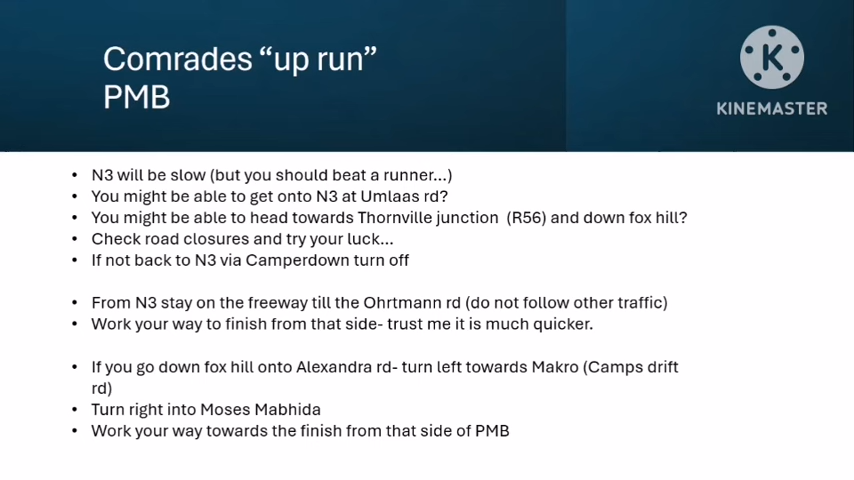 Comrades “up run”
PMB
K
KINEMASTER
• N3 will be slow (but you should beat a runner...)
• You might be able to get onto N3 at Umlaas rd?
• You might be able to head towards Thornville junction (R56) and down fox hill?
• Check road closures and try your luck...
• If not back to N3 via Camperdown turn off
• From N3 stay on the freeway till the Ohrtmann rd (do not follow other traffic)
• Work your way to finish from that side- trust me it is much quicker.
• If you go down fox hill onto Alexandra rd- turn left towards Makro (Camps drift
rd)
• Turn right into Moses Mabhida
• Work your way towards the finish from that side of PMB